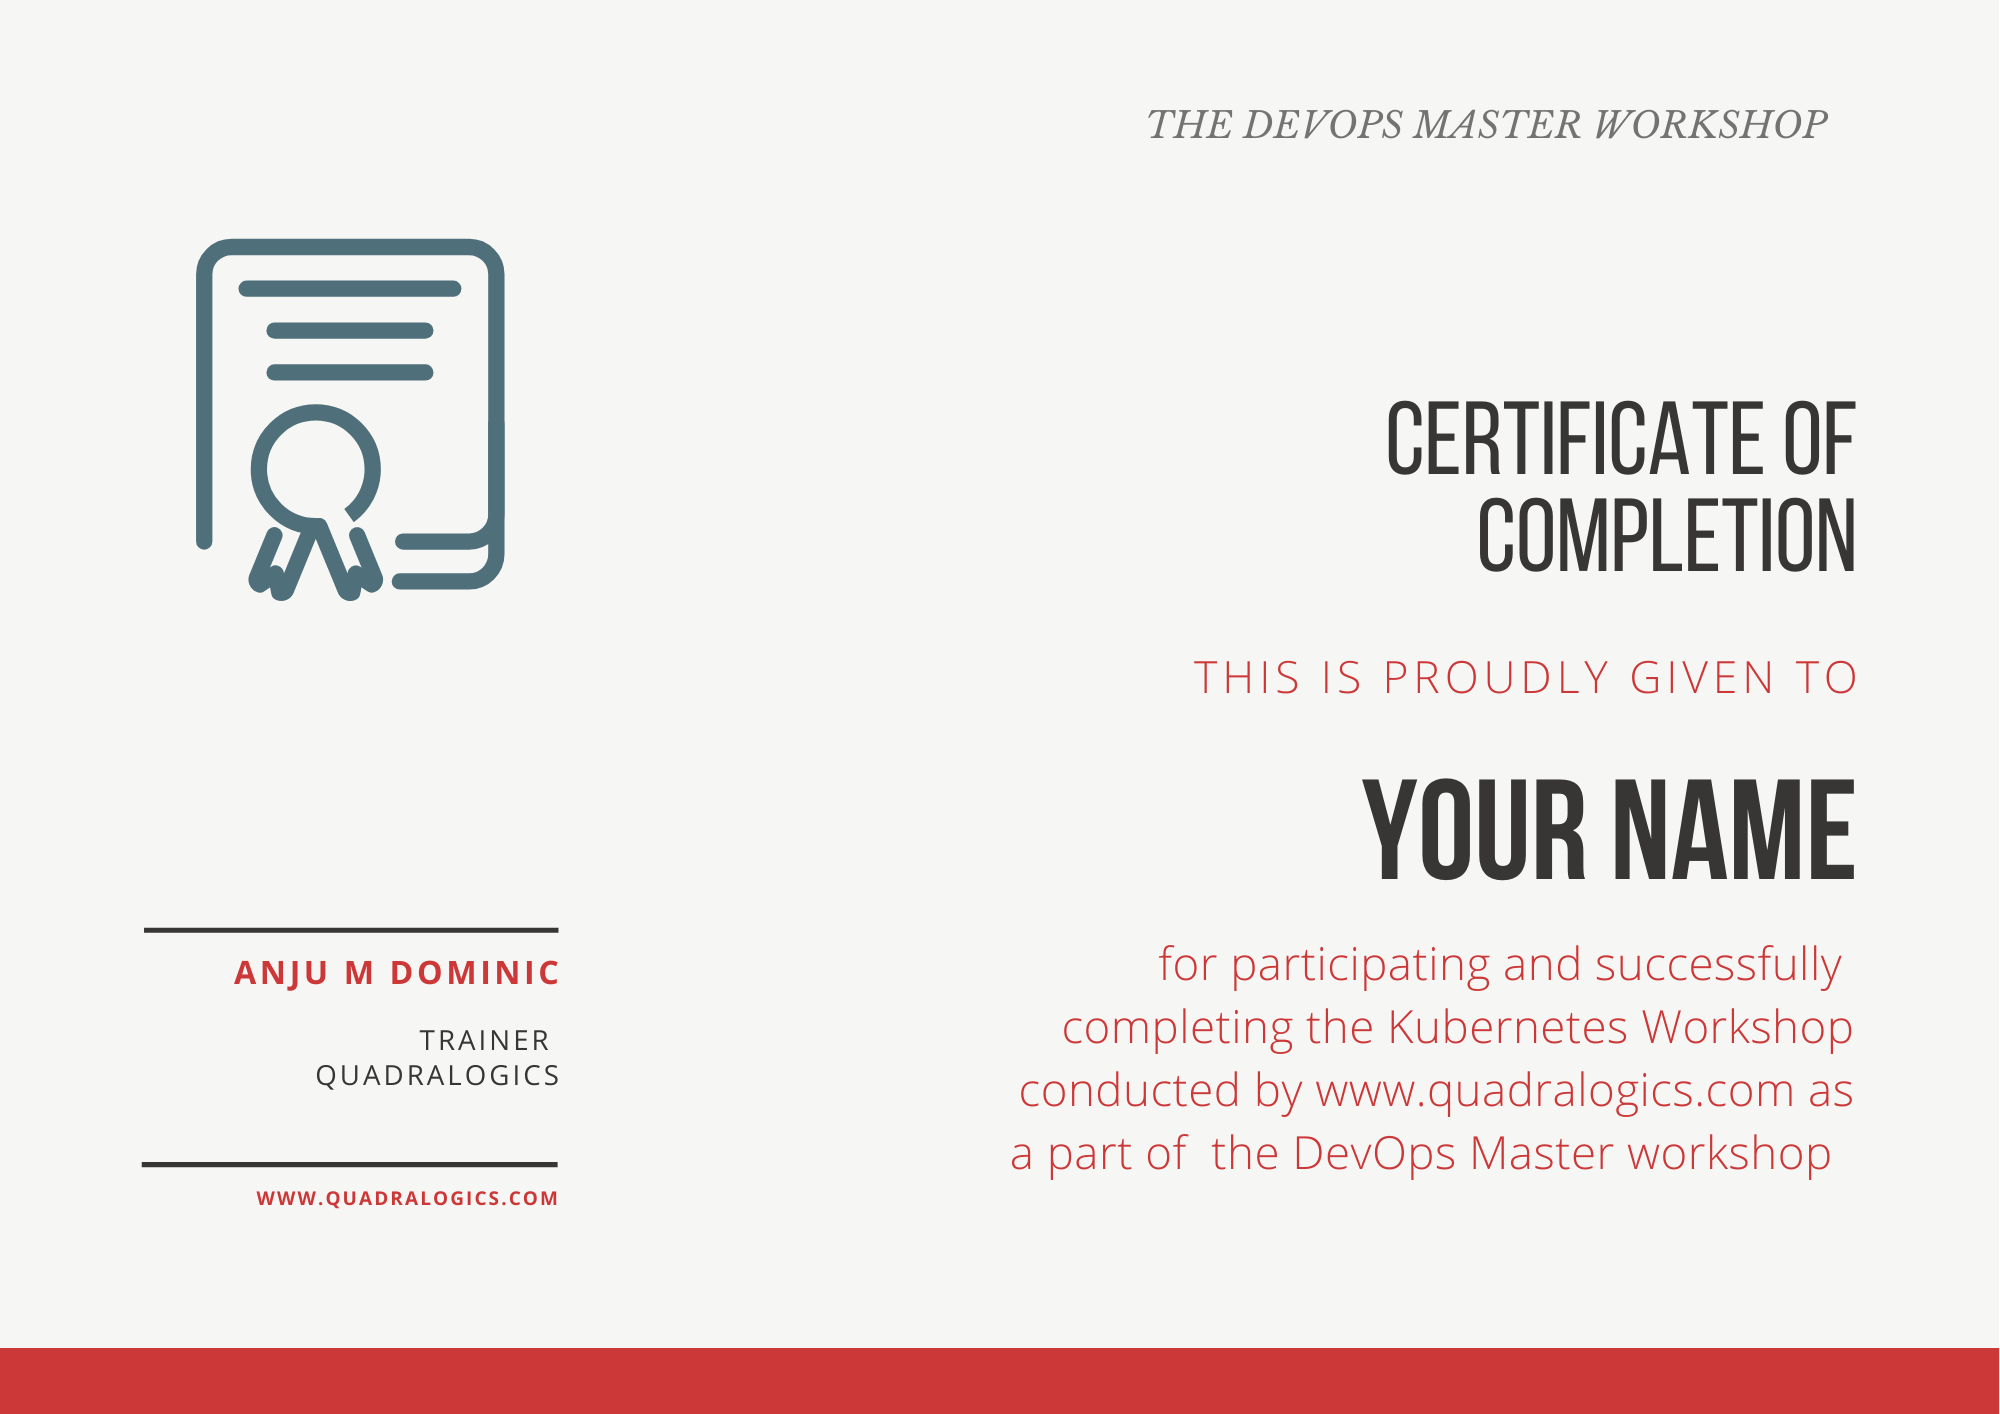 THE DEVOPS MASTER WORKSHOP
CERTIFICATE OF
COMPLETION
THIS IS PROUDLY GIVEN TO
YOUR NAME
for participating and successfully
completing the Kubernetes Workshop
conducted by www.quadralogics.com as
a part of the DevOps Master workshop
ANJU M DOMINIC
TRAINER
QUADRALOGICS
WWW.QUADRALOGICS.COM